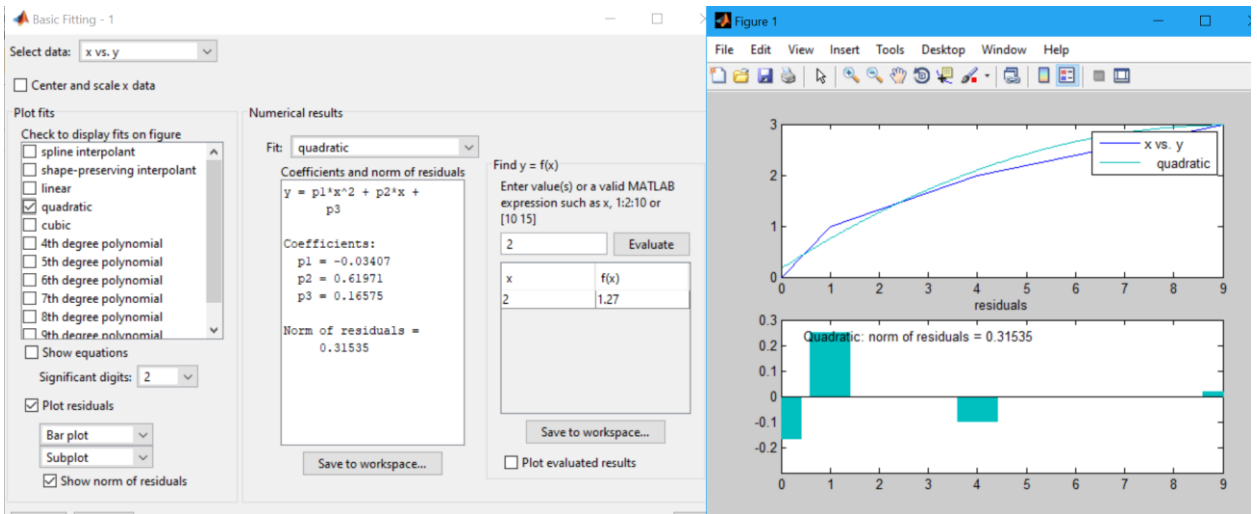 Basic Fitting - 1
Select data: x vs. y
Center and scale x data
Plot fits
Check to display fits on figure
spline interpolant
shape-preserving interpolant
linear
quadratic
cubic
4th degree polynomial
5th degree polynomial
6th degree polynomial
7th degree polynomial
8th degree polynomial
9th degree polynomial
Show equations
Significant digits: 2
Plot residuals
Bar plot
Subplot
Show norm of residuals
Numerical results
Fit: quadratic
Coefficients and norm of residuals
y = p1*x^2 + p2*x +
p3
Coefficients:
p1 = -0.03407
p2 = 0.61971
p3 = 0.16575
Norm of residuals =
0.31535
Save to workspace...
Find y = f(x)
Enter value(s) or a valid MATLAB
expression such as x, 1:2:10 or
[10 15]
2 Evaluate
x f(x)
2 1.27
Save to workspace...
Plot evaluated results
Figure 1
File Edit View Insert Tools Desktop Window Help
3
2
1
0
0 1 2 3 4 5 6 7 8 9
x vs. y
quadratic
residuals
0.3
0.2
0.1
0
-0.1
-0.2
Quadratic: norm of residuals = 0.31535
0 1 2 3 4 5 6 7 8 9